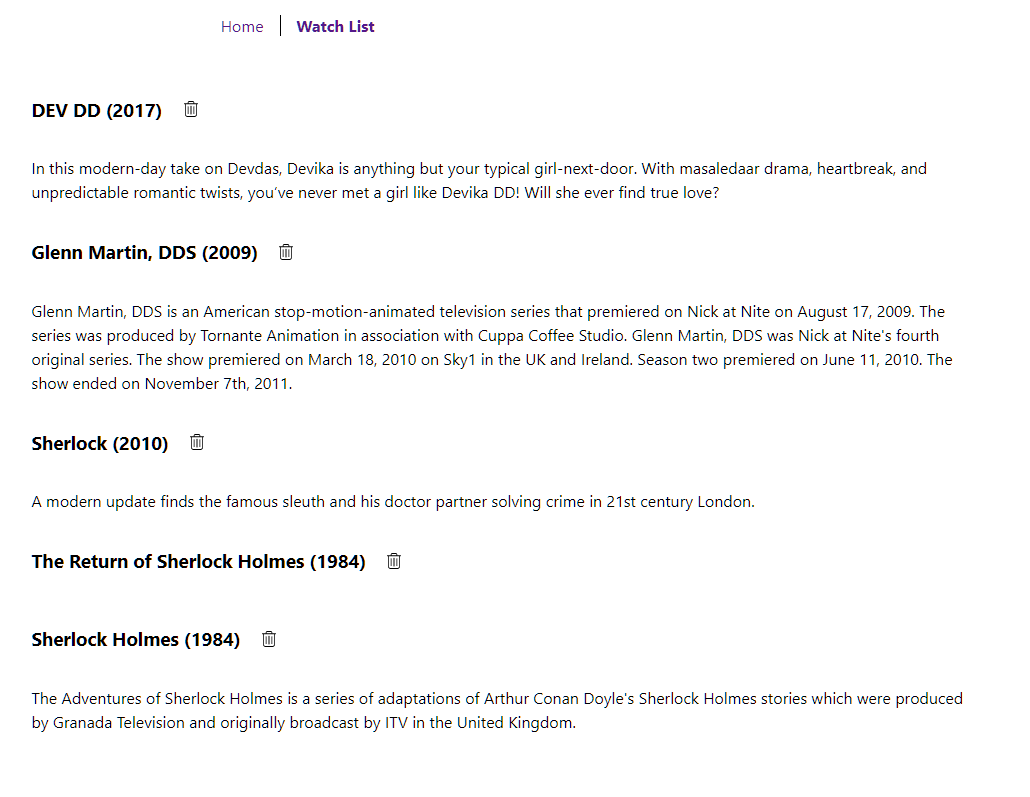 Home | Watch List
DEV DD (2017)
In this modern-day take on Devdas, Devika is anything but your typical girl-next-door. With masaledaar drama, heartbreak, and
unpredictable romantic twists, you've never met a girl like Devika DD! Will she ever find true love?
Glenn Martin, DDS (2009)
Glenn Martin, DDS is an American stop-motion-animated television series that premiered on Nick at Nite on August 17, 2009. The
series was produced by Tornante Animation in association with Cuppa Coffee Studio. Glenn Martin, DDS was Nick at Nite's fourth
original series. The show premiered on March 18, 2010 on Sky1 in the UK and Ireland. Season two premiered on June 11, 2010. The
show ended on November 7th, 2011.
Sherlock (2010)
A modern update finds the famous sleuth and his doctor partner solving crime in 21st century London.
The Return of Sherlock Holmes (1984)
Sherlock Holmes (1984)
The Adventures of Sherlock Holmes is a series of adaptations of Arthur Conan Doyle's Sherlock Holmes stories which were produced
by Granada Television and originally broadcast by ITV in the United Kingdom.